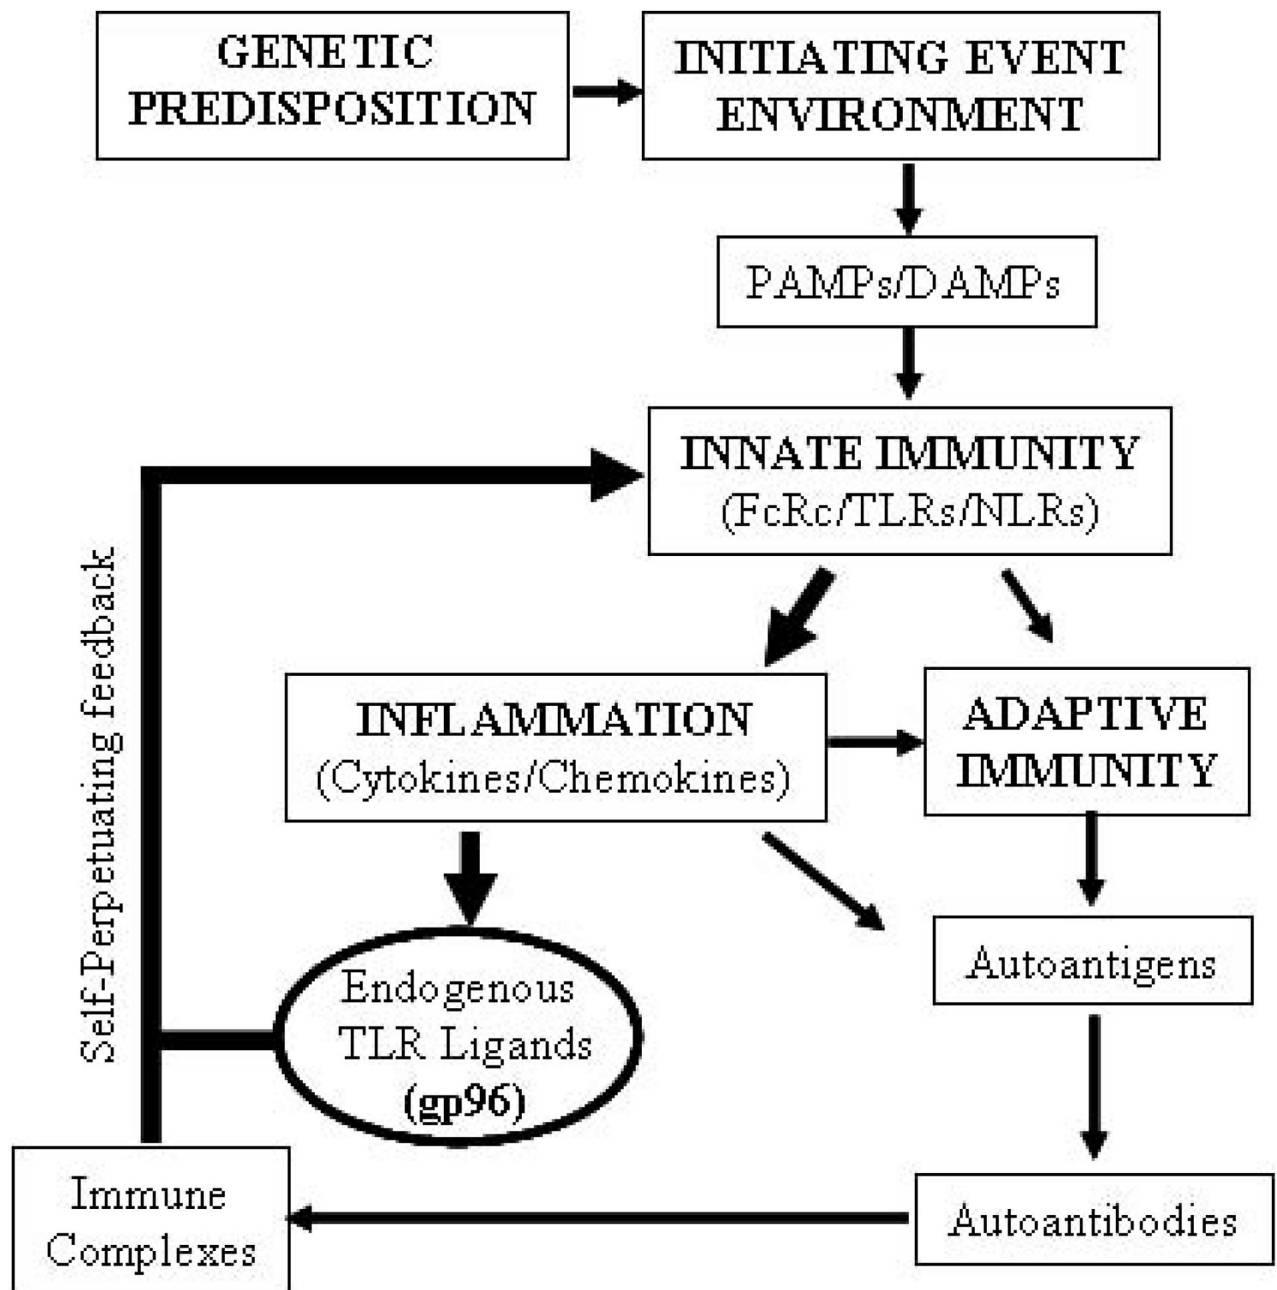 GENETIC
PREDISPOSITION
INITIATING EVENT
ENVIRONMENT
PAMPs/DAMPs
INNATE IMMUNITY
(FcRc/TLRs/NLRs)
Self-Perpetuating feedback
INFLAMMATION
(Cytokines/Chemokines)
ADAPTIVE
IMMUNITY
Endogenous
TLR Ligands
(gp96)
Autoantigens
Immune
Complexes
Autoantibodies